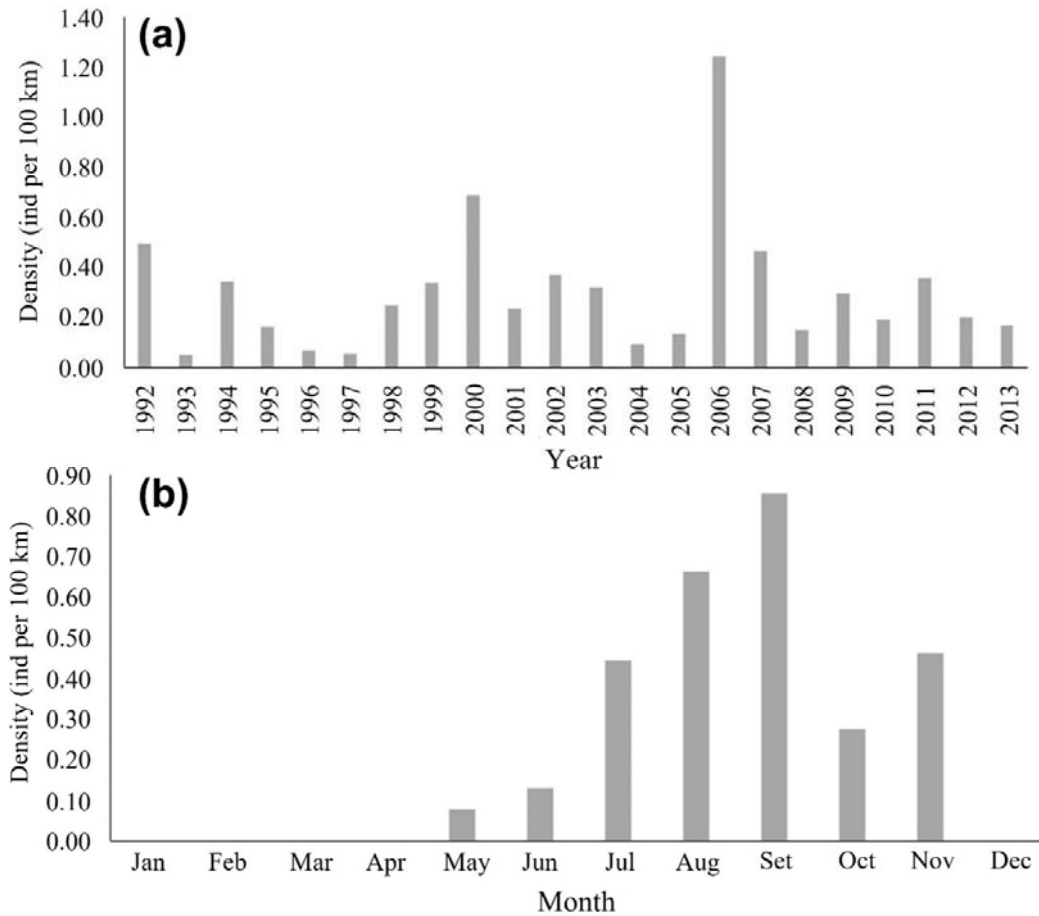 (a)
Density (ind per 100 km)
1.40
1.20
1.00
0.80
0.60
0.40
0.20
0.00
1992 1993 1994 1995 1996 1997 1998 1999 2000 2001 2002 2003 2004 2005 2006 2007 2008 2009 2010 2011 2012 2013
Year
(b)
Density (ind per 100 km)
0.90
0.80
0.70
0.60
0.50
0.40
0.30
0.20
0.10
0.00
Jan Feb Mar Apr May Jun Jul Aug Set Oct Nov Dec
Month